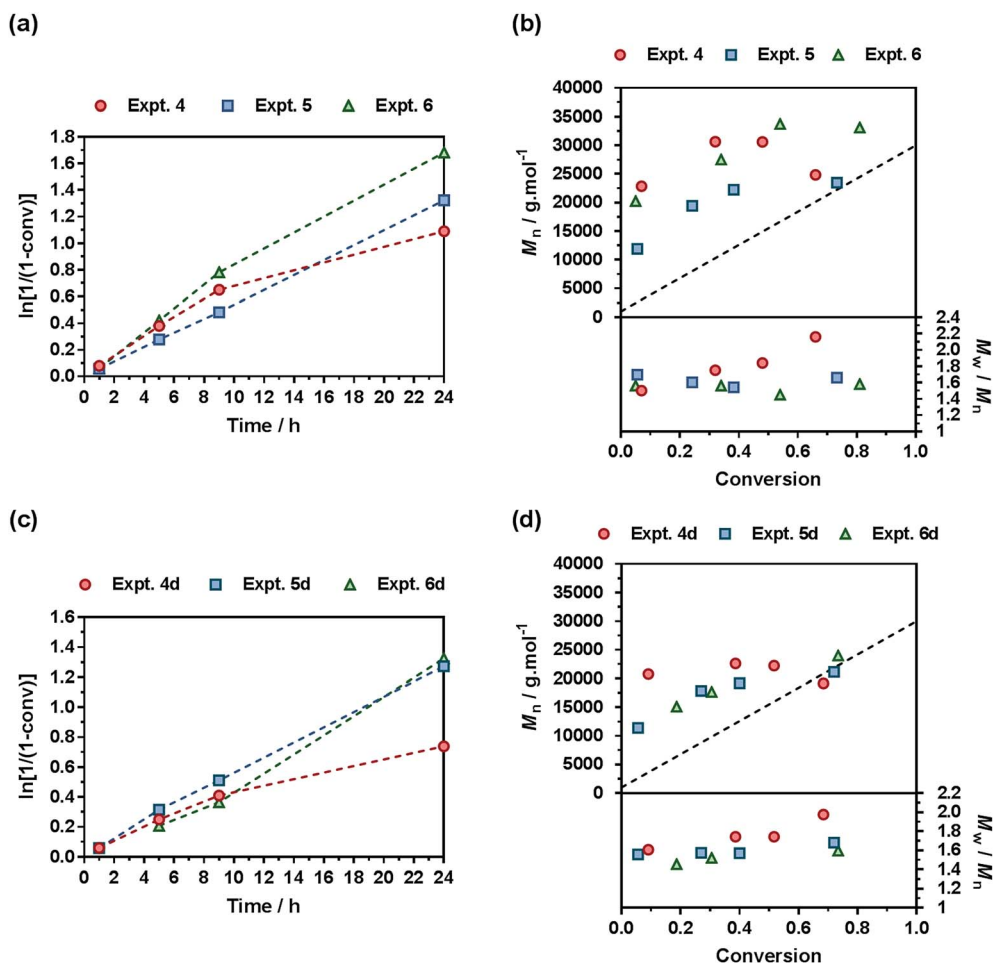 (a)
Expt. 4 Expt. 5 Expt. 6
ln[1/(1-conv)]
1.8
1.6
1.4
1.2
1.0
0.8
0.6
0.4
0.2
0.0
0 2 4 6 8 10 12 14 16 18 20 22 24
Time / h
(b)
Expt. 4 Expt. 5 Expt. 6
Mn / g.mol-1
40000
35000
30000
25000
20000
15000
10000
5000
0
2.4
2.2
2.0
1.8
1.6
1.4
1.2
1
Mw / Mn
0.0 0.2 0.4 0.6 0.8 1.0
Conversion
(c)
Expt. 4d Expt. 5d Expt. 6d
ln[1/(1-conv)]
1.6
1.4
1.2
1.0
0.8
0.6
0.4
0.2
0.0
0 2 4 6 8 10 12 14 16 18 20 22 24
Time / h
(d)
Expt. 4d Expt. 5d Expt. 6d
Mn / g.mol-1
40000
35000
30000
25000
20000
15000
10000
5000
0
2.2
2.0
1.8
1.6
1.4
1.2
1
Mw / Mn
0.0 0.2 0.4 0.6 0.8 1.0
Conversion